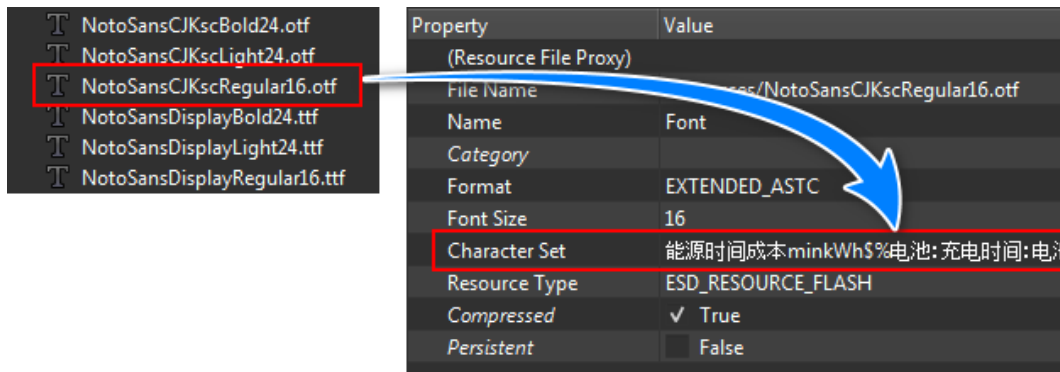 NotoSansCJKscBold24.otf
NotoSansCJKscLight24.otf
NotoSansCJKscRegular16.otf
NotoSansDisplayBold24.ttf
NotoSansDisplayLight24.ttf
NotoSansDisplayRegular16.ttf
Property Value
(Resource File Proxy)
File Name /NotoSansCJKscRegular16.otf
Name Font
Category
Format EXTENDED_ASTC
Font Size 16
Character Set 能源时间成本minkWh$%电池:充电时间:电池
Resource Type ESD_RESOURCE_FLASH
Compressed True
Persistent False